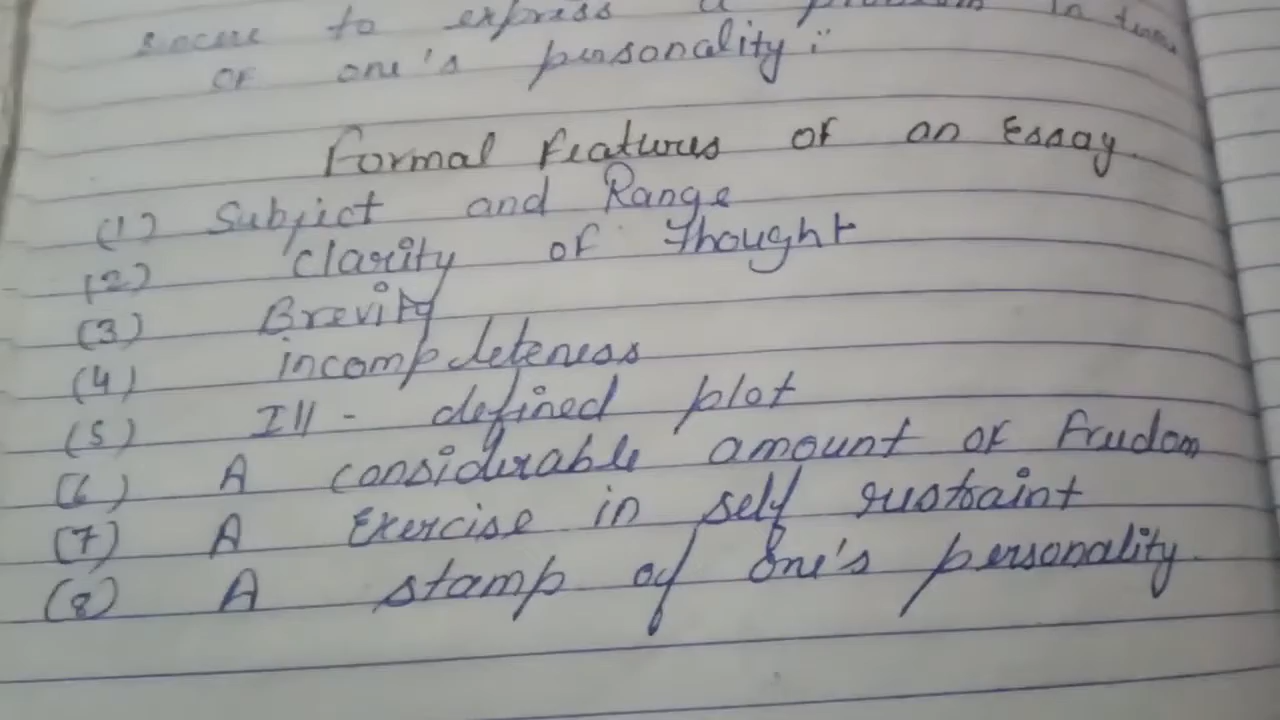 to express a in
of one's personality :"
Formal features of an Essay.
(1) Subject and Range
(2) Clarity of Thought
(3) Brevity
(4) incompleteness
(5) Ill - defined plot
(6) A considerable amount of freedom
(7) A Exercise in self restraint
(8) A stamp of One's personality.